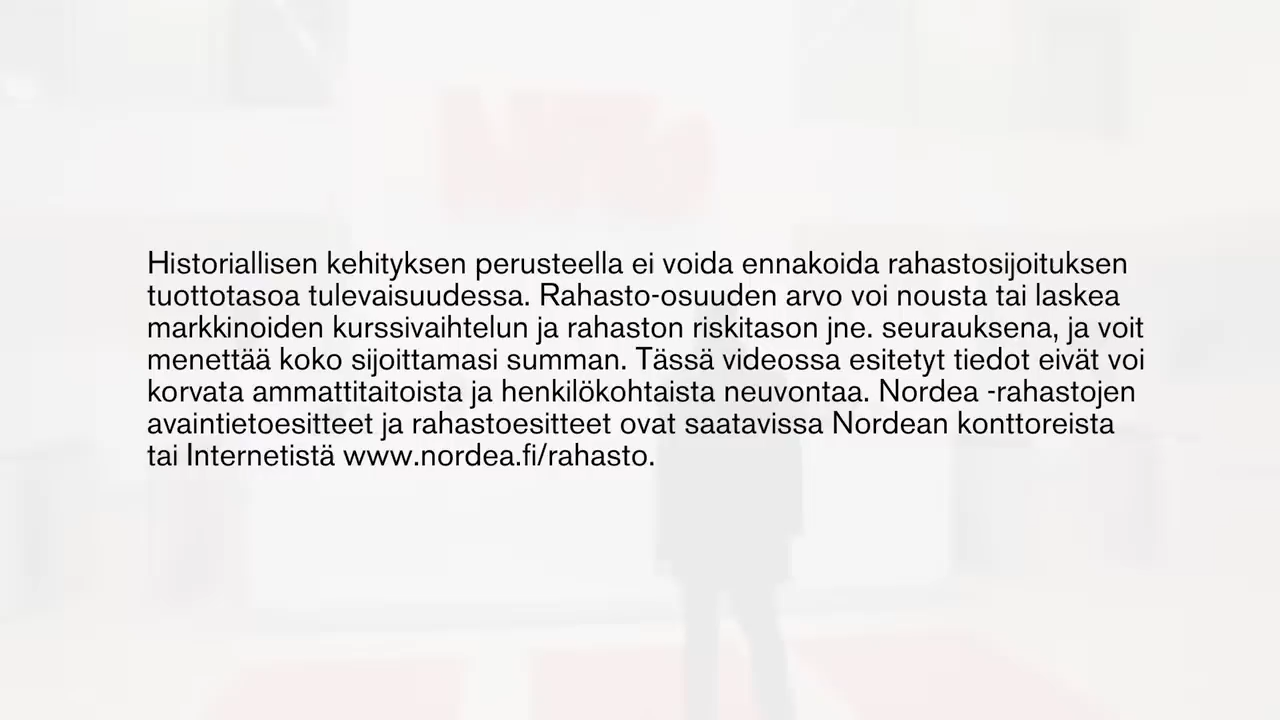 Historiallisen kehityksen perusteella ei voida ennakoida rahastosijoituksen
tuottotasoa tulevaisuudessa. Rahasto-osuuden arvo voi nousta tai laskea
markkinoiden kurssivaihtelun ja rahaston riskitason jne. seurauksena, ja voit
menettää koko sijoittamasi summan. Tässä videossa esitetyt tiedot eivät voi
korvata ammattitaitoista ja henkilökohtaista neuvontaa. Nordea -rahastojen
avaintietoesitteet ja rahastoesitteet ovat saatavissa Nordean konttoreista
tai Internetistä www.nordea.fi/rahasto.